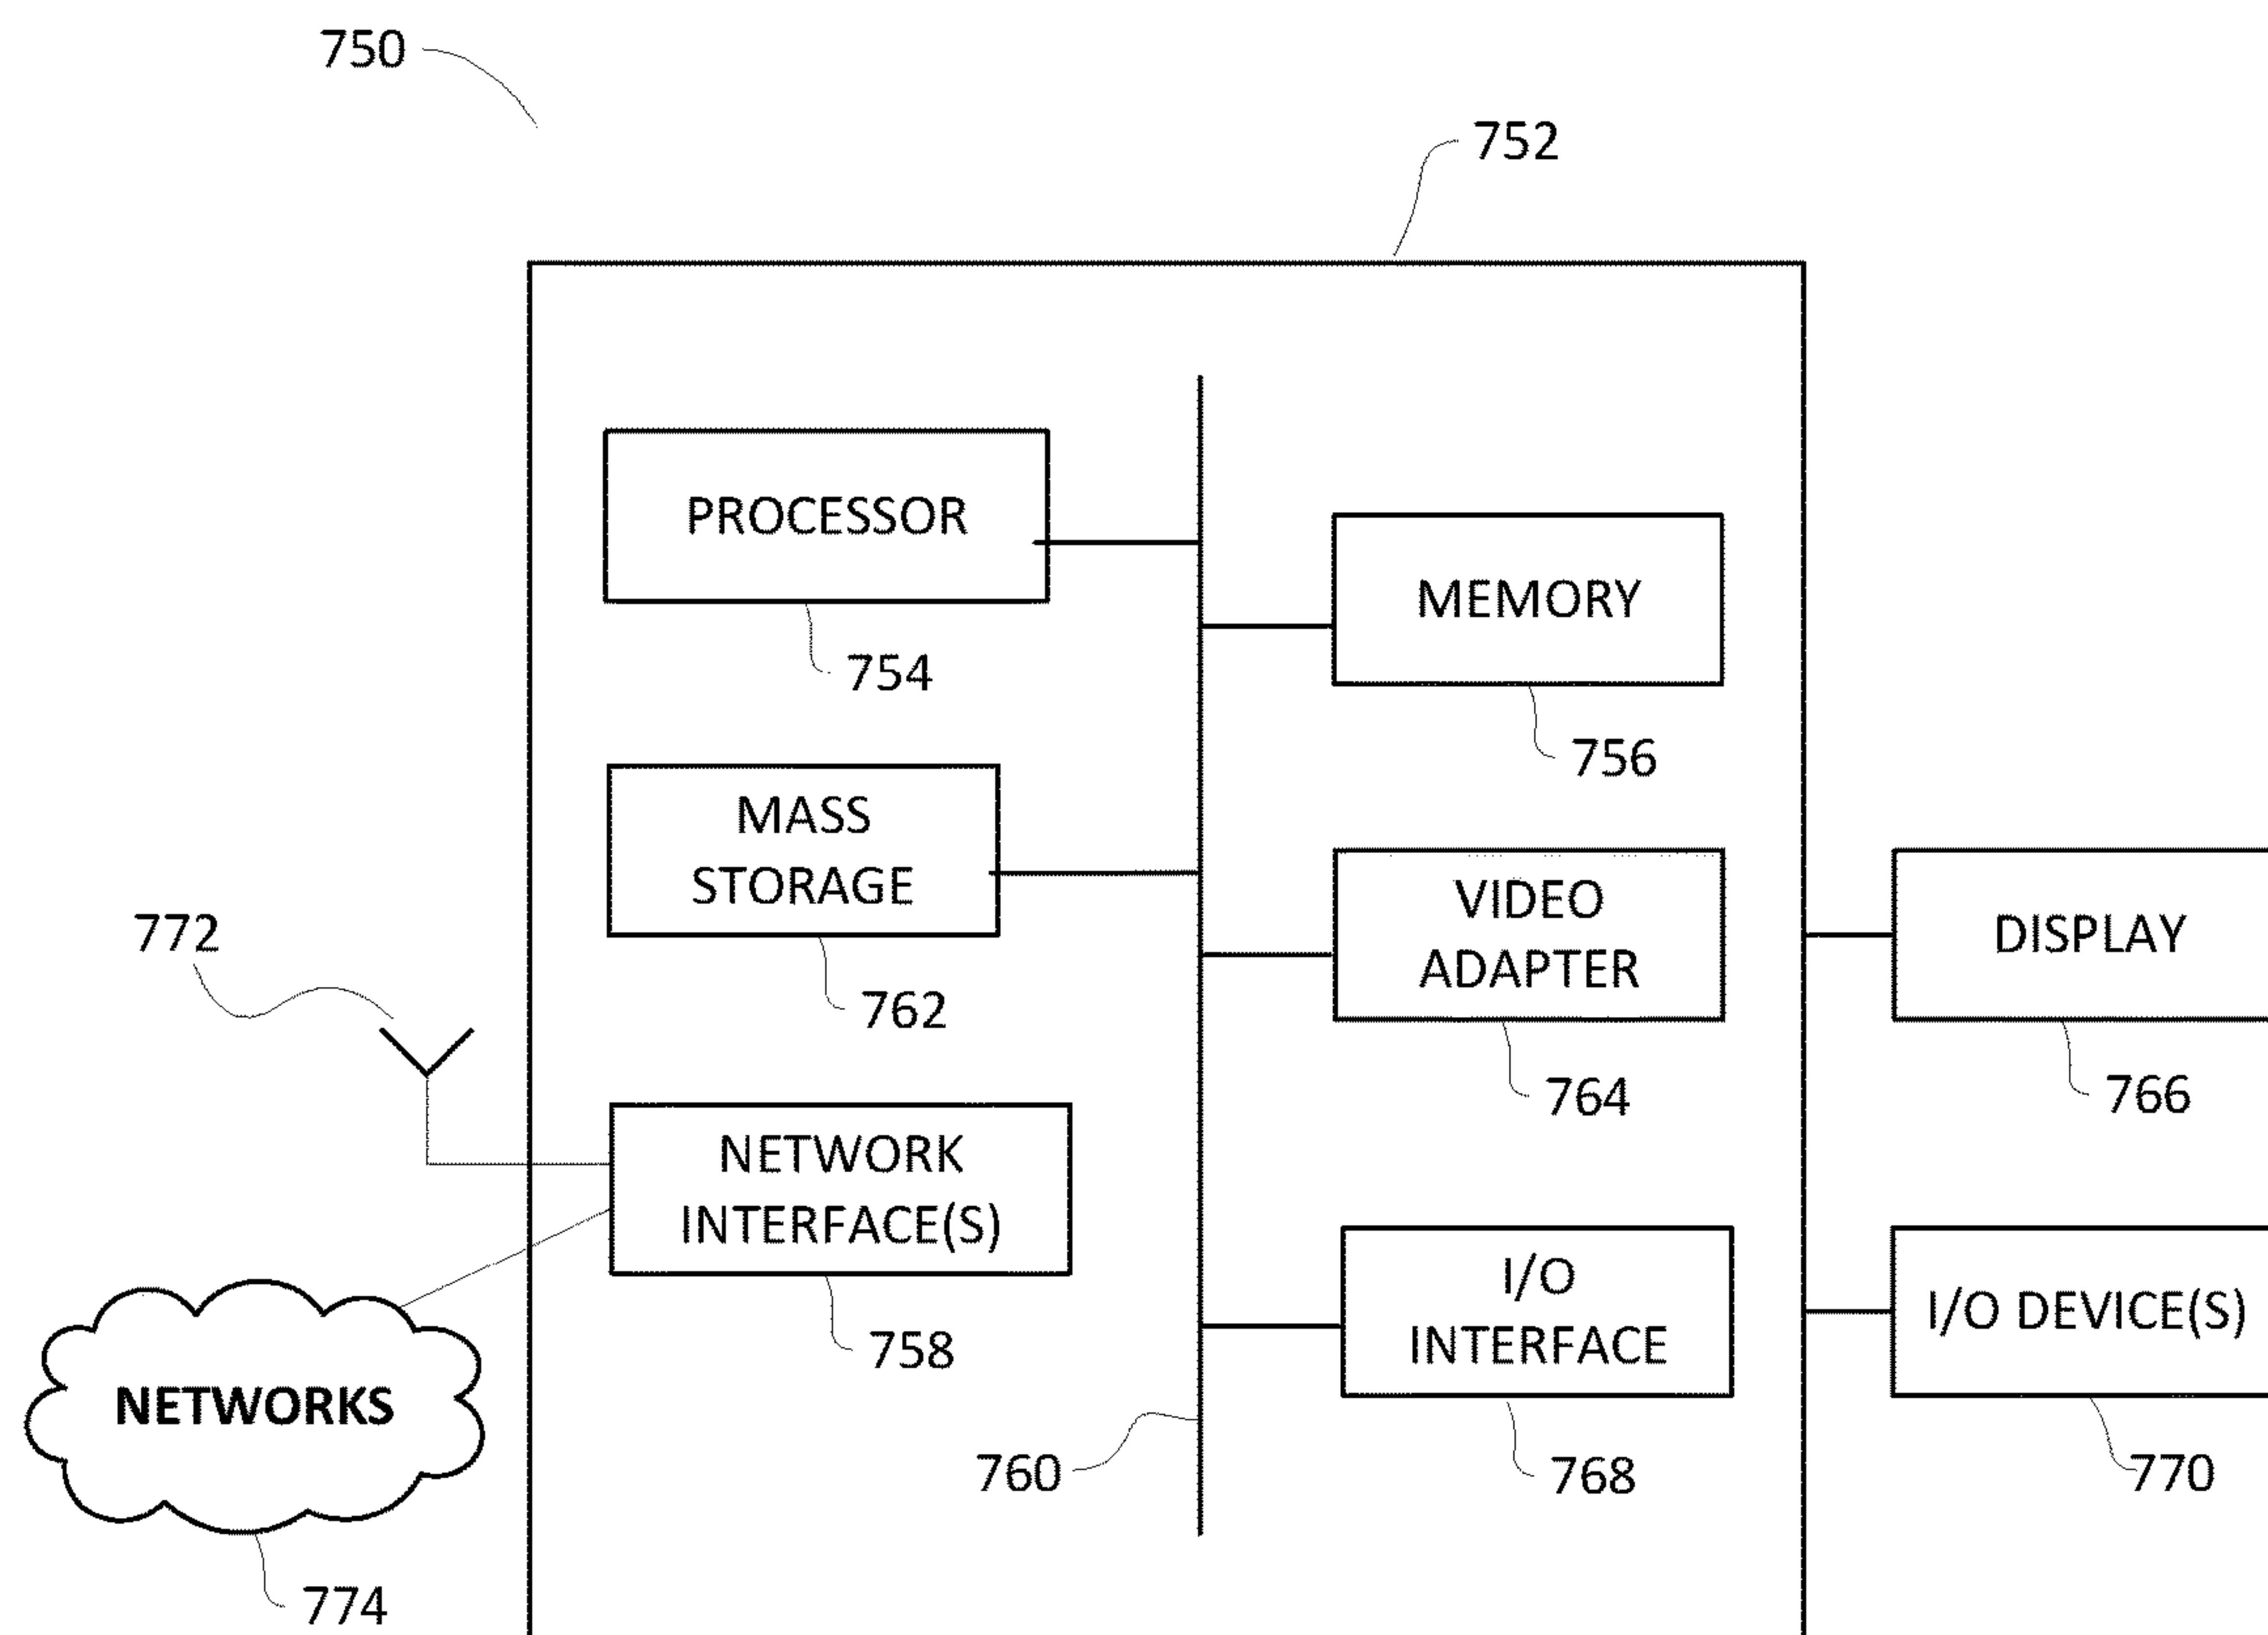 750
752
PROCESSOR
754
MEMORY
756
MASS
STORAGE
762
VIDEO
ADAPTER
764
DISPLAY
766
772
NETWORK
INTERFACE(S)
758
I/O
INTERFACE
768
I/O DEVICE(S)
770
760
NETWORKS
774